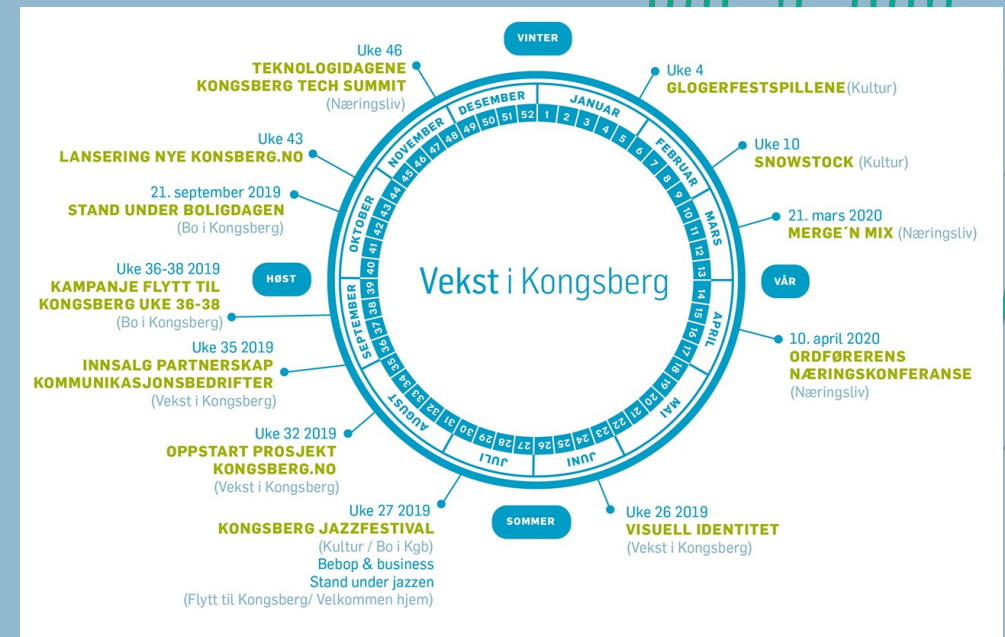 VINTER
Uke 4
GLOGERFESTSPILLENE (Kultur)
Uke 10
SNOWSTOCK (Kultur)
21. mars 2020
MERGE´N MIX (Næringsliv)
VÅR
10. april 2020
ORDFØRERENS
NÆRINGSKONFERANSE
(Næringsliv)
Uke 26 2019
VISUELL IDENTITET
(Vekst i Kongsberg)
SOMMER
Uke 27 2019
KONGSBERG JAZZFESTIVAL
(Kultur / Bo i Kgb)
Bebop & business
Stand under jazzen
(Flytt til Kongsberg/ Velkommen hjem)
Uke 32 2019
OPPSTART PROSJEKT
KONGSBERG.NO
(Vekst i Kongsberg)
Uke 35 2019
INNSALG PARTNERSKAP
KOMMUNIKASJONSBEDRIFTER
(Vekst i Kongsberg)
Uke 36-38 2019
KAMPANJE FLYTT TIL
KONGSBERG UKE 36-38
(Bo i Kongsberg)
HØST
21. september 2019
STAND UNDER BOLIGDAGEN
(Bo i Kongsberg)
Uke 43
LANSERING NYE KONSBERG.NO
Uke 46
TEKNOLOGIDAGENE
KONGSBERG TECH SUMMIT
(Næringsliv)
JANUAR
FEBRUAR
MARS
APRIL
MAI
JUNI
JULI
AUGUST
SEPTEMBER
OKTOBER
NOVEMBER
DESEMBER
1 2 3 4 5 6 7 8 9 10 11 12 13 14 15 16 17 18 19 20 21 22 23 24 25 26 27 28 29 30 31 32 33 34 35 36 37 38 39 40 41 42 43 44 45 46 47 48 49 50 51 52
Vekst i Kongsberg